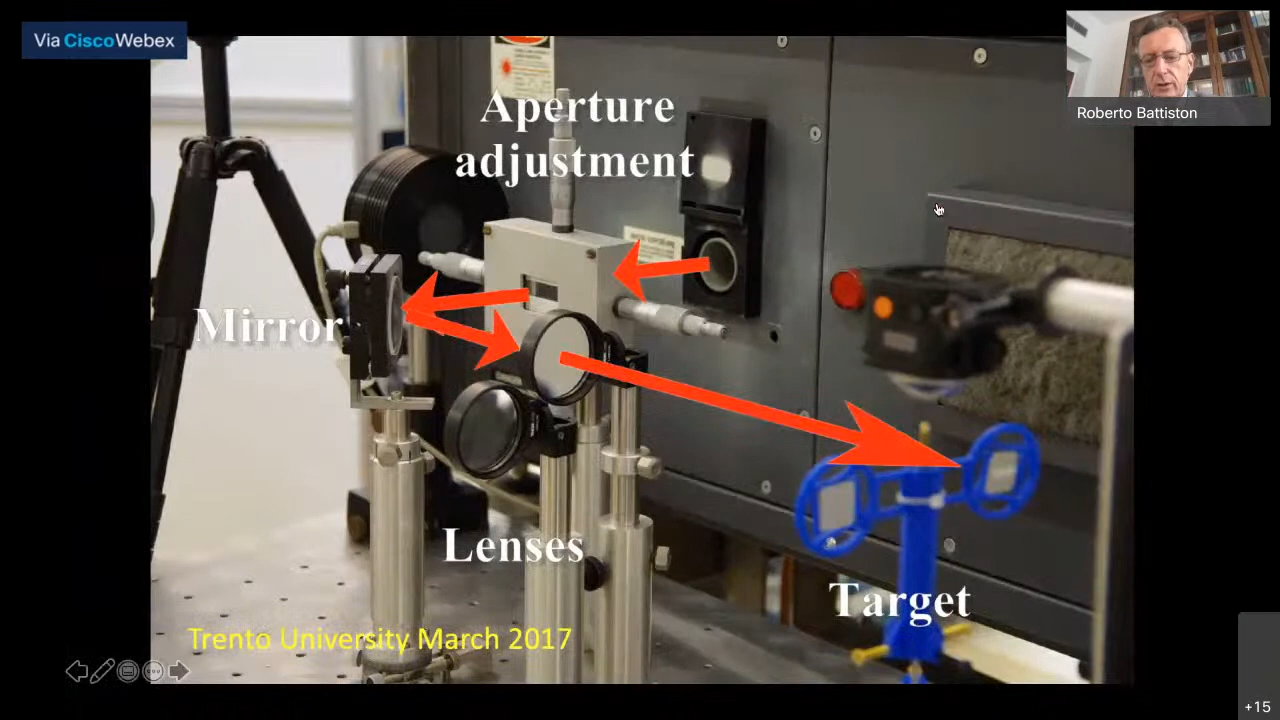 Via CiscoWebex
Roberto Battiston
Aperture
adjustment
Mirror
Lenses
Target
Trento University March 2017
+15